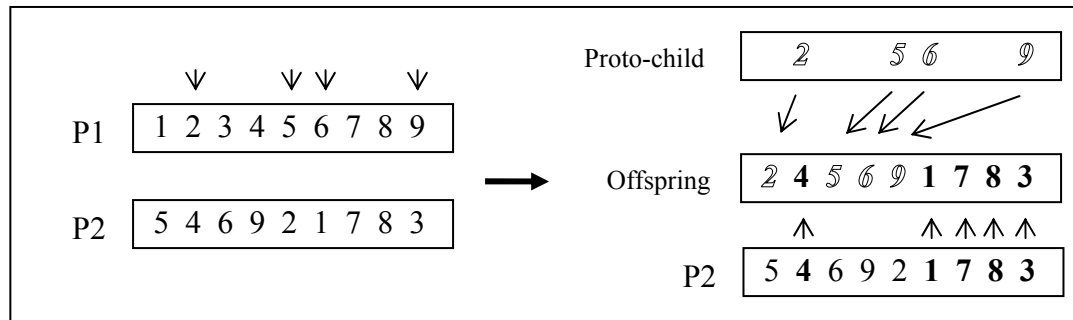 P1 1 2 3 4 5 6 7 8 9
P2 5 4 6 9 2 1 7 8 3
Proto-child 2 5 6 9
Offspring 2 4 5 6 9 1 7 8 3
P2 5 4 6 9 2 1 7 8 3